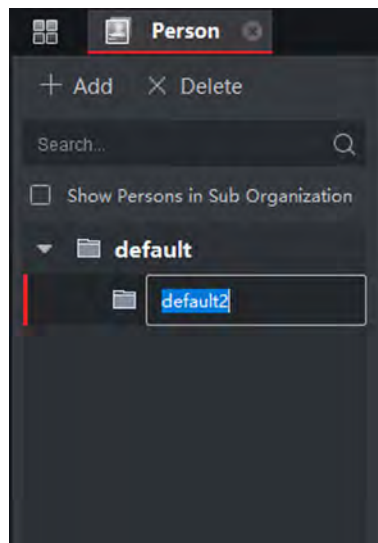 Person
Add Delete
Search...
Show Persons in Sub Organization
default
default2